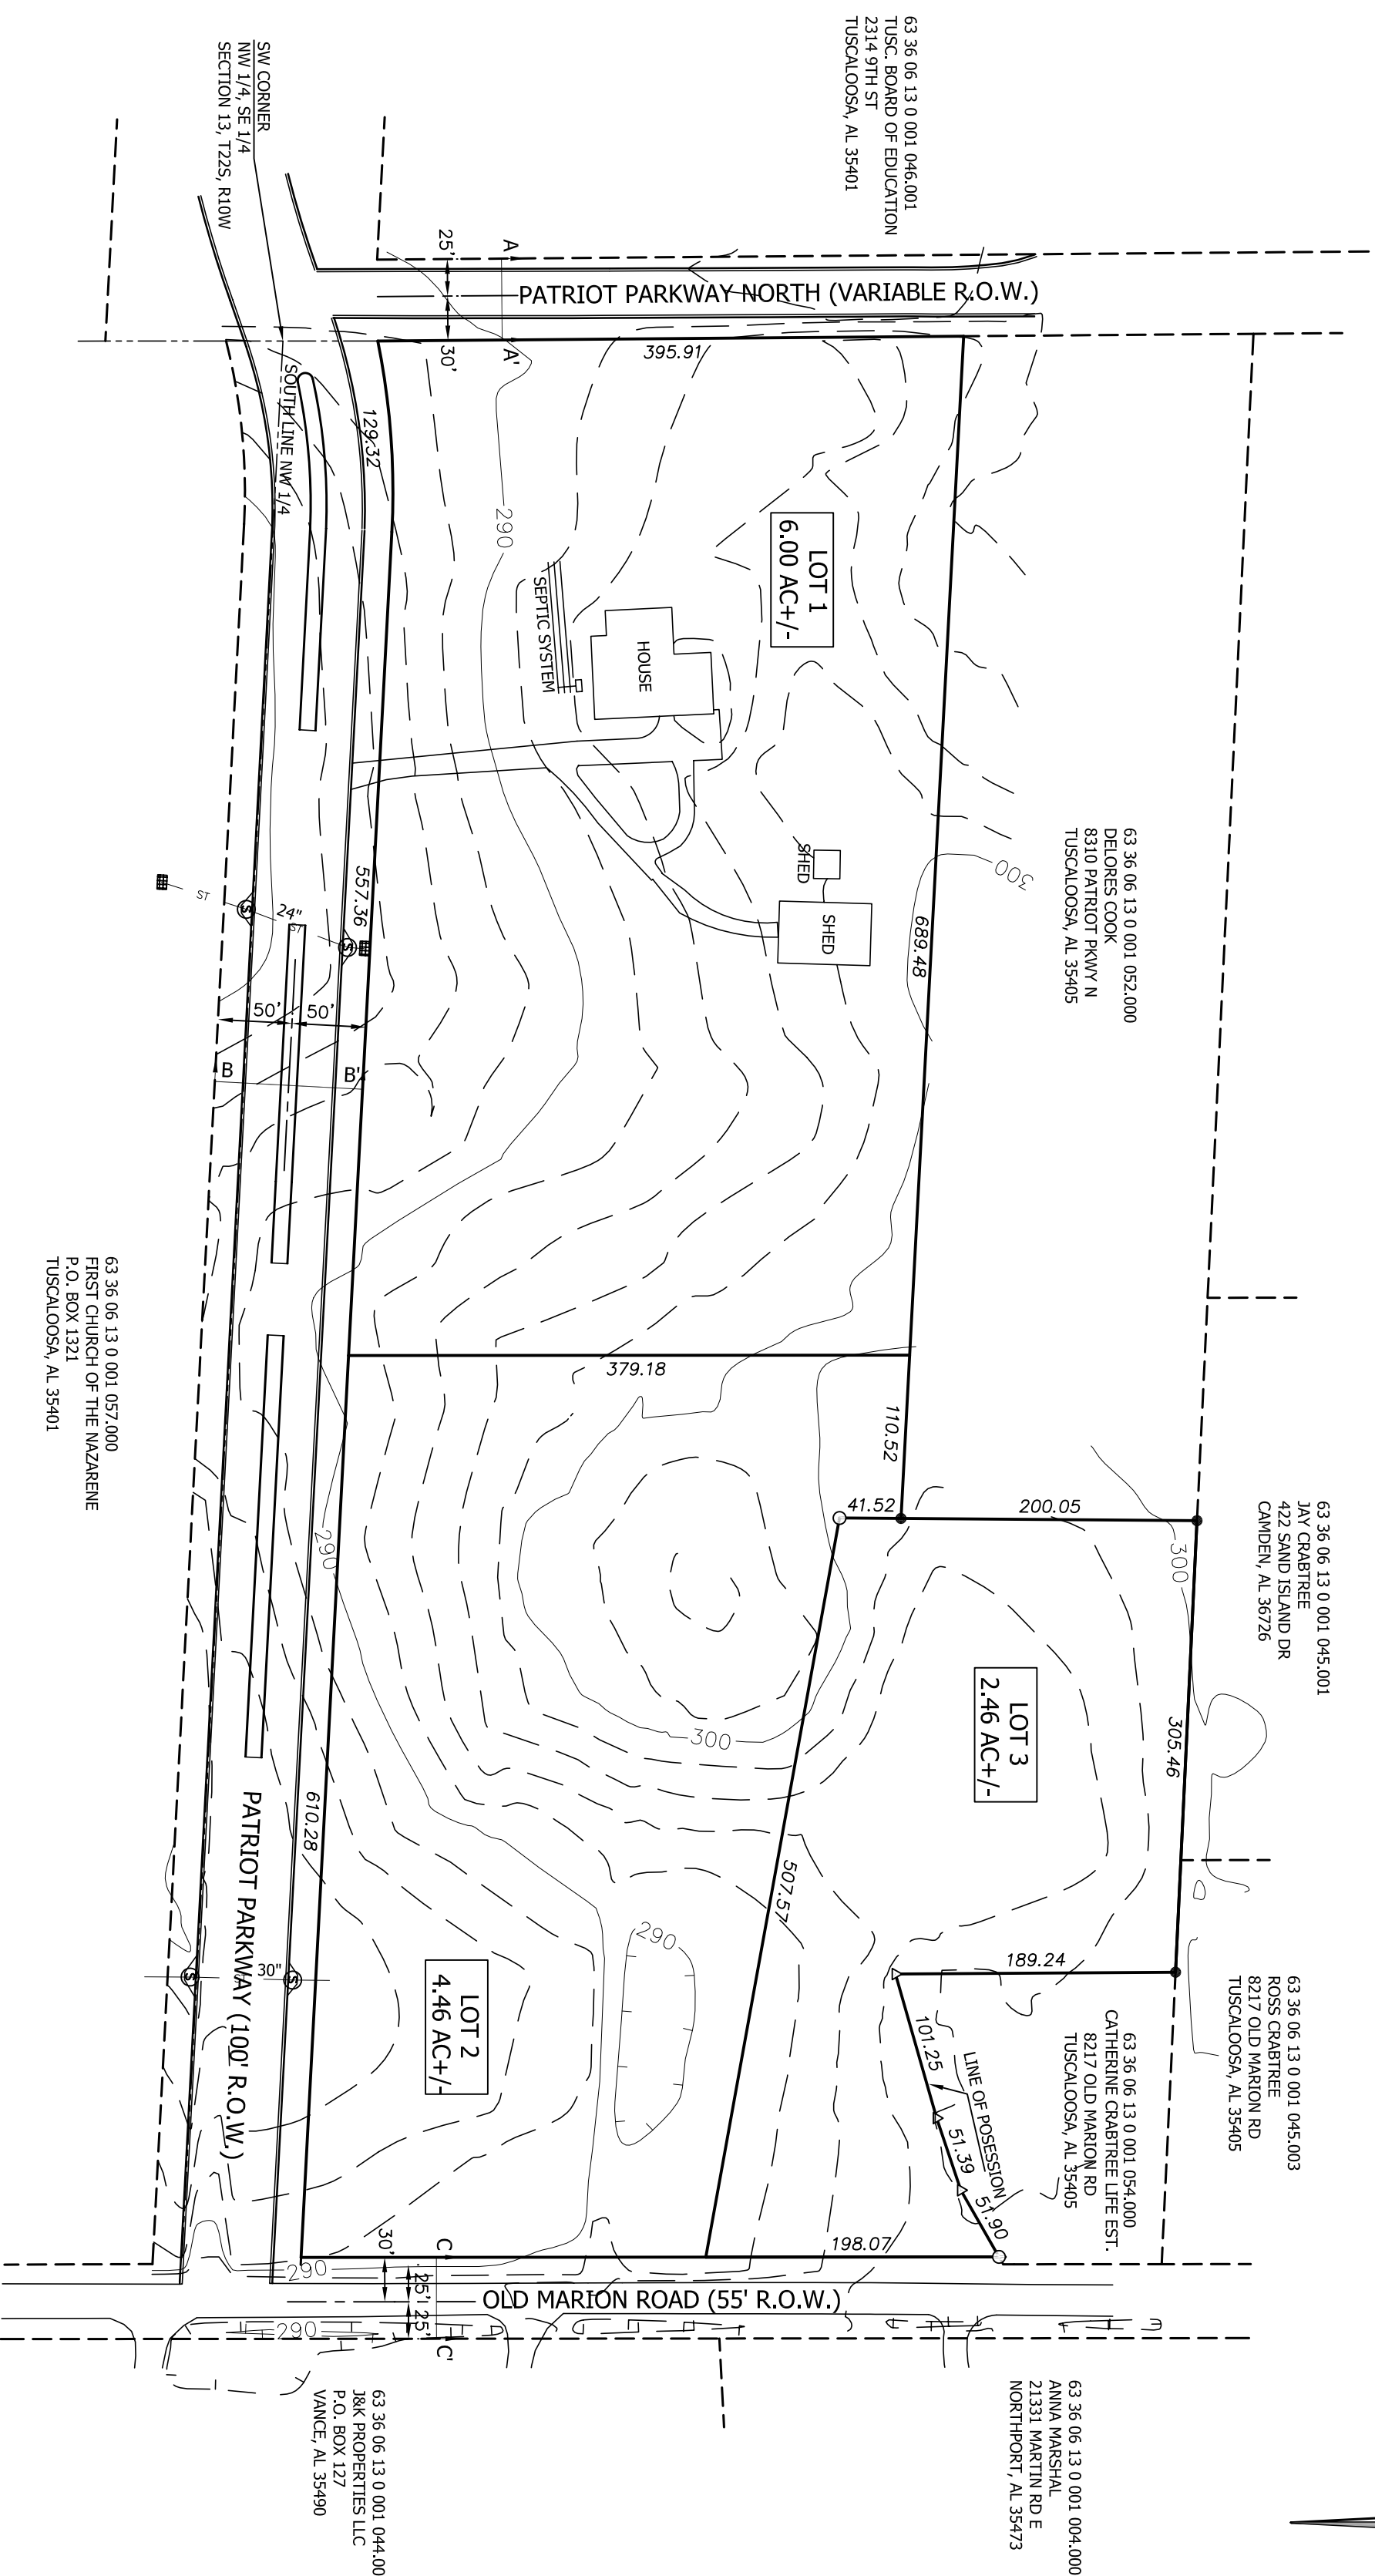 63 36 06 13 0 001 046.001
TUSC. BOARD OF EDUCATION
2314 9TH ST
TUSCALOOSA, AL 35401
SW CORNER
NW 1/4, SE 1/4
SECTION 13, T22S, R10W
PATRIOT PARKWAY NORTH (VARIABLE R.O.W.)
A
A'
25'
30'
395.91
129.32
SOUTH LINE NW 1/4
LOT 1
6.00 AC+/-
290
SEPTIC SYSTEM
HOUSE
SHED
SHED
300
689.48
557.36
63 36 06 13 0 001 052.000
DELORES COOK
8310 PATRIOT PKWY N
TUSCALOOSA, AL 35405
ST
S
24"
ST
S
50'
50'
B
B'
63 36 06 13 0 001 057.000
FIRST CHURCH OF THE NAZARENE
P.O. BOX 1321
TUSCALOOSA, AL 35401
379.18
110.52
41.52
200.05
300
305.46
63 36 06 13 0 001 045.001
JAY CRABTREE
422 SAND ISLAND DR
CAMDEN, AL 36726
290
300
LOT 3
2.46 AC+/-
610.28
507.57
PATRIOT PARKWAY (100' R.O.W.)
S
30"
S
290
LOT 2
4.46 AC+/-
189.24
101.25
51.39
51.90
LINE OF POSESSION
63 36 06 13 0 001 054.000
CATHERINE CRABTREE LIFE EST.
8217 OLD MARION RD
TUSCALOOSA, AL 35405
63 36 06 13 0 001 045.003
ROSS CRABTREE
8217 OLD MARION RD
TUSCALOOSA, AL 35405
198.07
C
C'
30'
25'
25'
290
290
OLD MARION ROAD (55' R.O.W.)
63 36 06 13 0 001 044.00
J&K PROPERTIES LLC
P.O. BOX 127
VANCE, AL 35490
63 36 06 13 0 001 004.000
ANNA MARSHAL
21331 MARTIN RD E
NORTHPORT, AL 35473